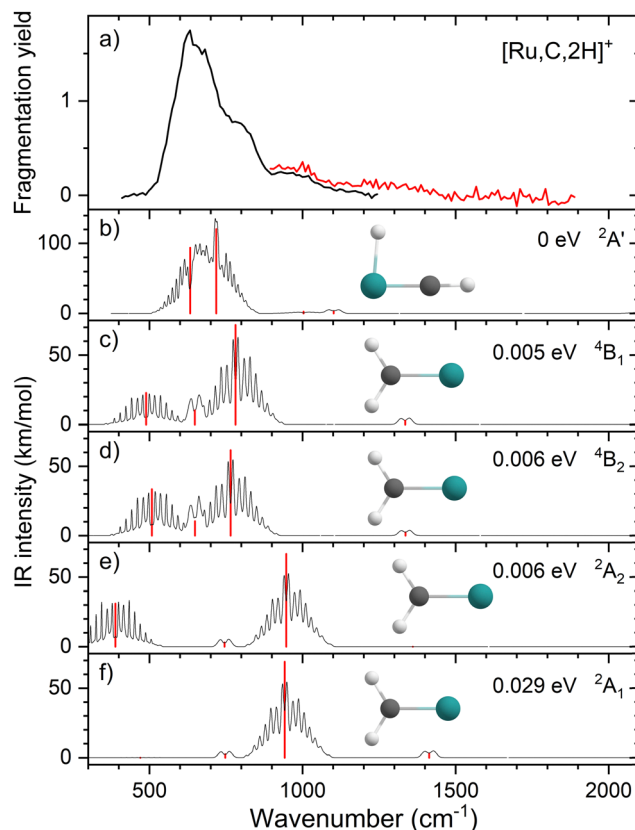 a)
[Ru,C,2H]⁺
Fragmentation yield
1
0
b)
0 eV ²A'
100
0
c)
0.005 eV ⁴B₁
50
0
d)
0.006 eV ⁴B₂
50
0
IR intensity (km/mol)
e)
0.006 eV ²A₂
50
0
f)
0.029 eV ²A₁
50
0
500 1000 1500 2000
Wavenumber (cm⁻¹)